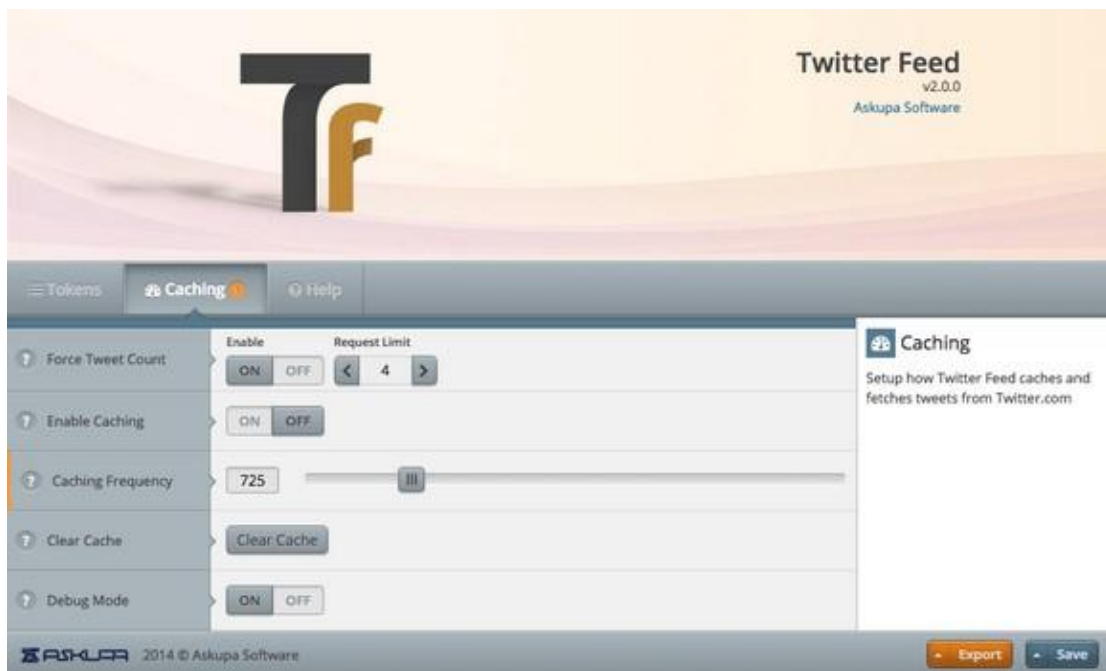 Tf
Twitter Feed
v2.0.0
Askupa Software
Tokens
Caching
Help
Force Tweet Count
Enable
ON OFF
Request Limit
4
Enable Caching
ON OFF
Caching Frequency
725
Clear Cache
Clear Cache
Debug Mode
ON OFF
Caching
Setup how Twitter Feed caches and
fetches tweets from Twitter.com
ASKUPA 2014 © Askupa Software
Export
Save